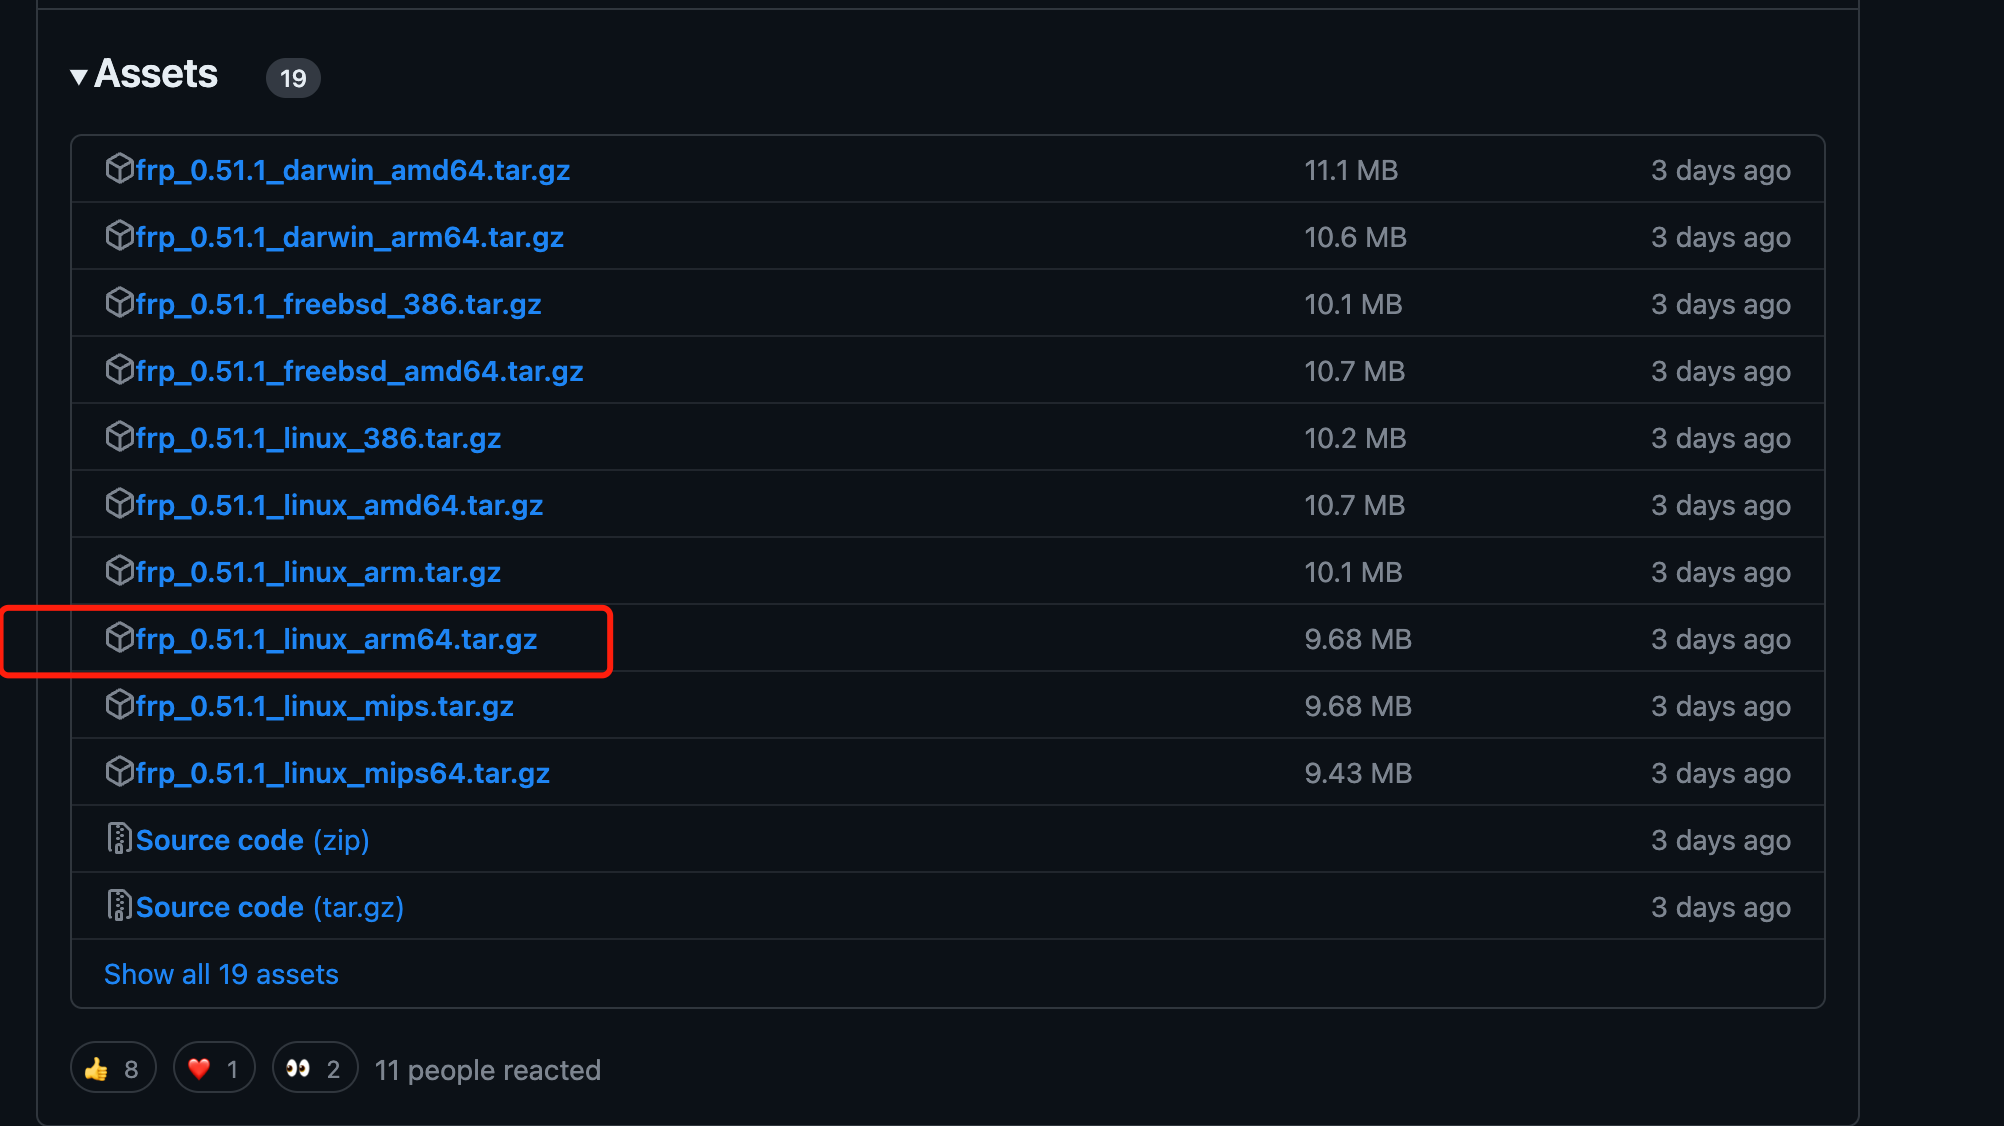 Assets 19
frp_0.51.1_darwin_amd64.tar.gz 11.1 MB 3 days ago
frp_0.51.1_darwin_arm64.tar.gz 10.6 MB 3 days ago
frp_0.51.1_freebsd_386.tar.gz 10.1 MB 3 days ago
frp_0.51.1_freebsd_amd64.tar.gz 10.7 MB 3 days ago
frp_0.51.1_linux_386.tar.gz 10.2 MB 3 days ago
frp_0.51.1_linux_amd64.tar.gz 10.7 MB 3 days ago
frp_0.51.1_linux_arm.tar.gz 10.1 MB 3 days ago
frp_0.51.1_linux_arm64.tar.gz 9.68 MB 3 days ago
frp_0.51.1_linux_mips.tar.gz 9.68 MB 3 days ago
frp_0.51.1_linux_mips64.tar.gz 9.43 MB 3 days ago
Source code (zip) 3 days ago
Source code (tar.gz) 3 days ago
Show all 19 assets
👍 8 ❤️ 1 👀 2 11 people reacted